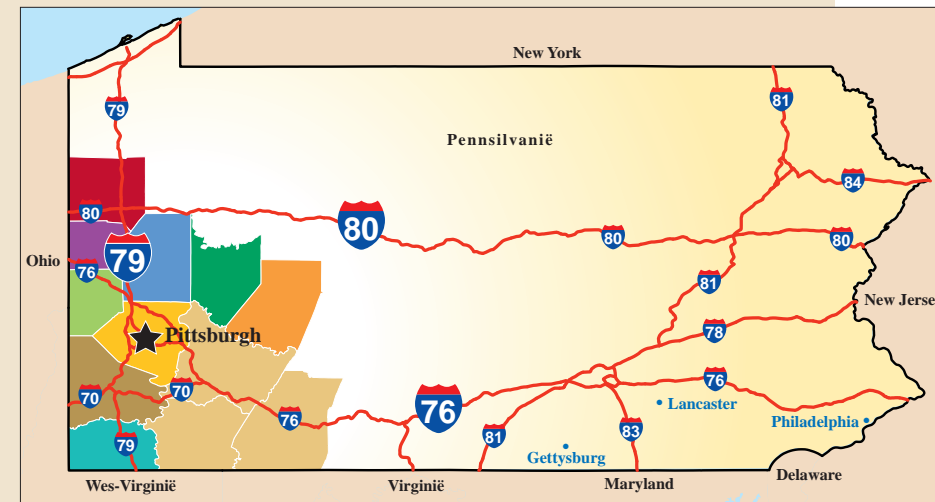 New York
81
79
Pennsilvanië
84
80
80
80
80
79
Ohio
76
81
New Jerse
Pittsburgh
78
76
70
70
76
76
Lancaster
Philadelphia
81
83
79
Gettysburg
Wes-Virginië
Virginië
Maryland
Delaware